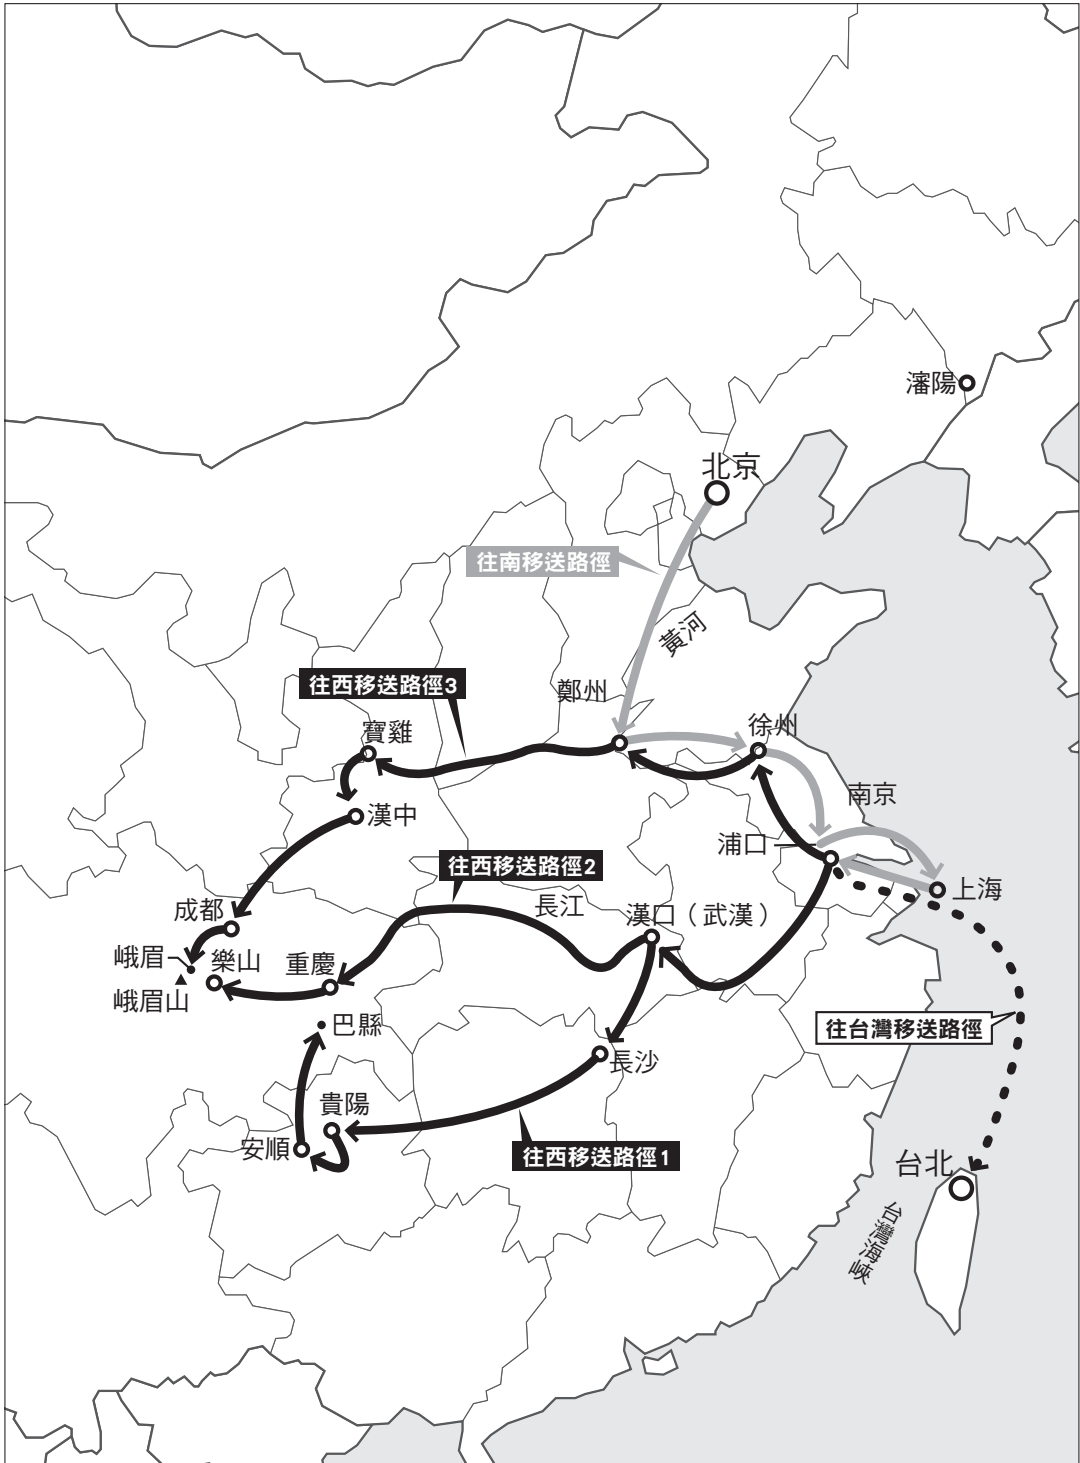 瀋陽
北京
往南移送路徑
黃河
往西移送路徑3
鄭州
寶雞
徐州
漢中
南京
浦口
往西移送路徑2
長江
漢口（武漢）
上海
成都
峨眉
樂山
重慶
峨眉山
巴縣
往台灣移送路徑
長沙
貴陽
安順
往西移送路徑1
台北
台灣海峽